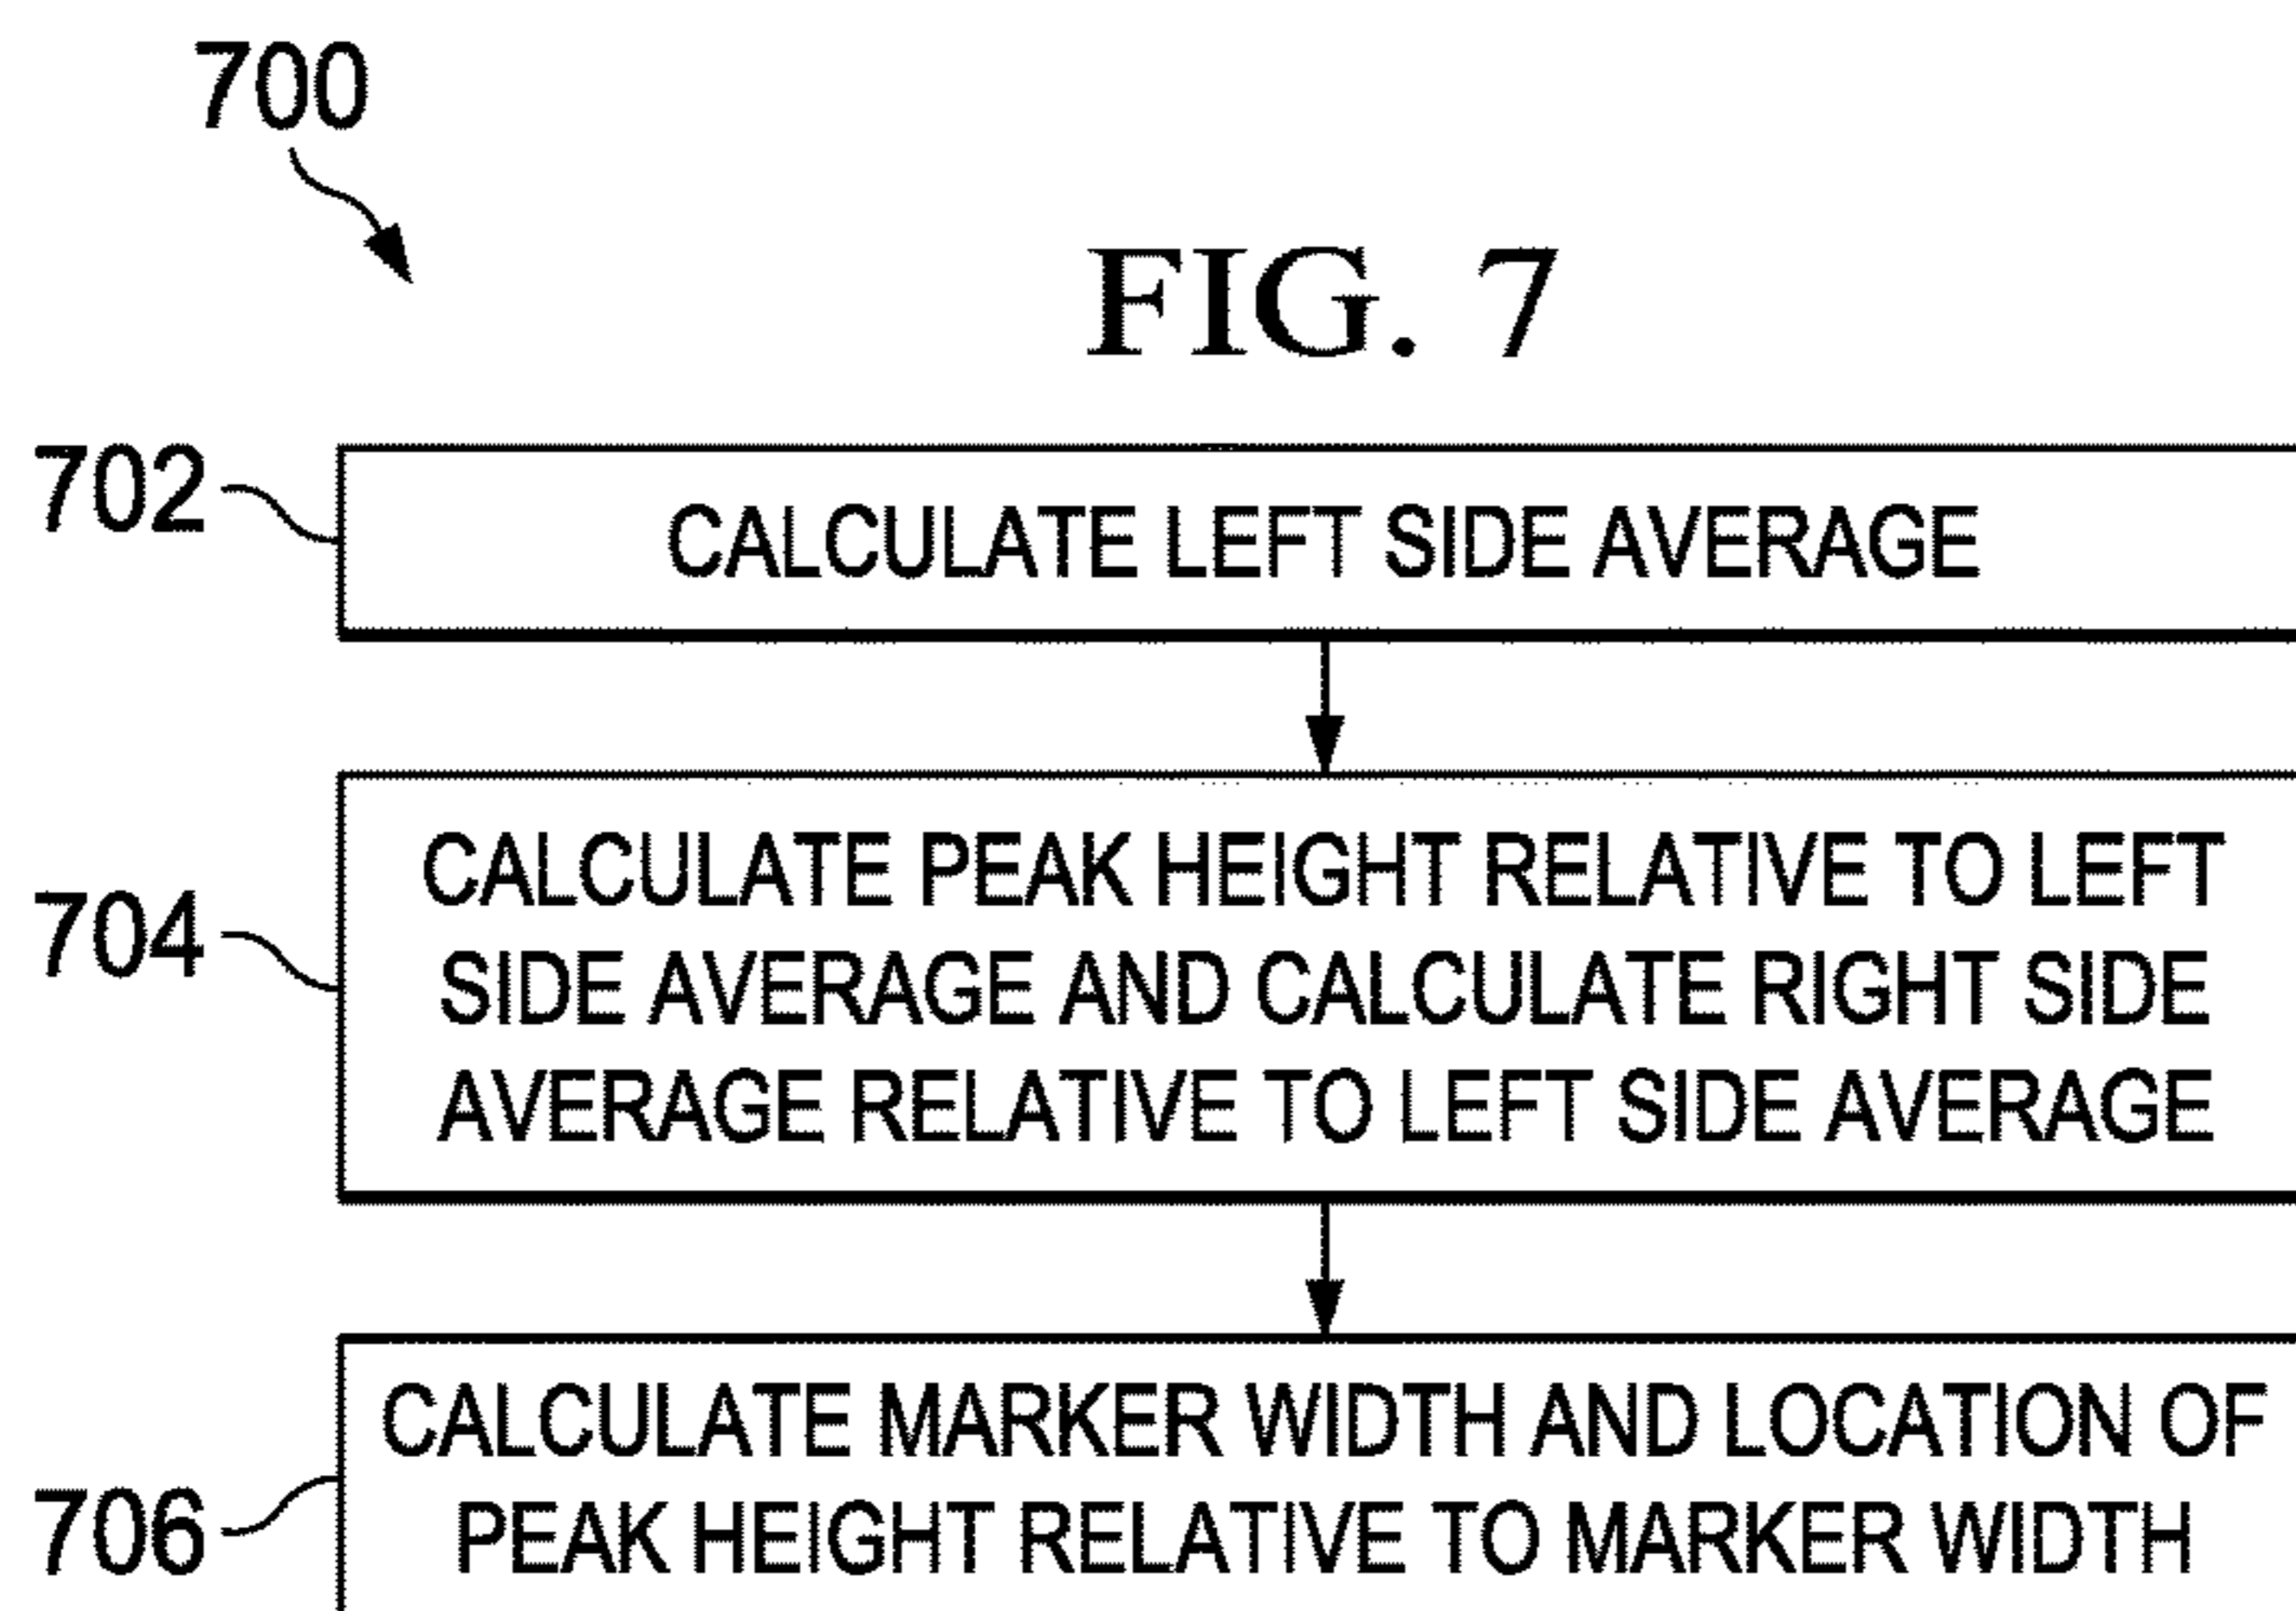 700
FIG. 7
702
CALCULATE LEFT SIDE AVERAGE
704
CALCULATE PEAK HEIGHT RELATIVE TO LEFT
SIDE AVERAGE AND CALCULATE RIGHT SIDE
AVERAGE RELATIVE TO LEFT SIDE AVERAGE
706
CALCULATE MARKER WIDTH AND LOCATION OF
PEAK HEIGHT RELATIVE TO MARKER WIDTH